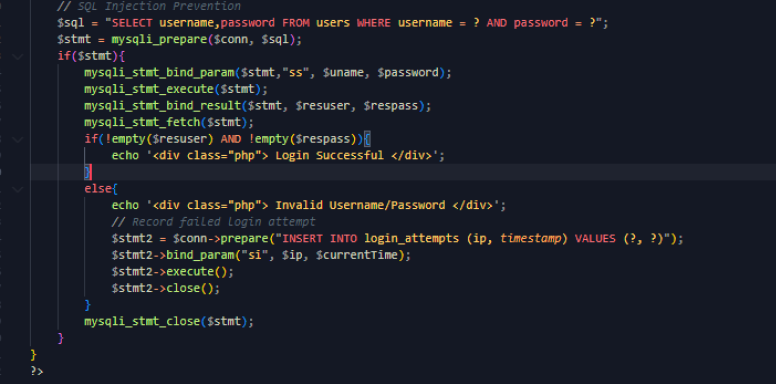 // SQL Injection Prevention
$sql = "SELECT username,password FROM users WHERE username = ? AND password = ?";
$stmt = mysqli_prepare($conn, $sql);
if($stmt){
mysqli_stmt_bind_param($stmt,"ss", $uname, $password);
mysqli_stmt_execute($stmt);
mysqli_stmt_bind_result($stmt, $resuser, $respass);
mysqli_stmt_fetch($stmt);
if(!empty($resuser) AND !empty($respass)){
echo '<div class="php"> Login Successful </div>';
}
else{
echo '<div class="php"> Invalid Username/Password </div>';
// Record failed login attempt
$stmt2 = $conn->prepare("INSERT INTO login_attempts (ip, timestamp) VALUES (?, ?)");
$stmt2->bind_param("si", $ip, $currentTime);
$stmt2->execute();
$stmt2->close();
}
mysqli_stmt_close($stmt);
}
}
?>